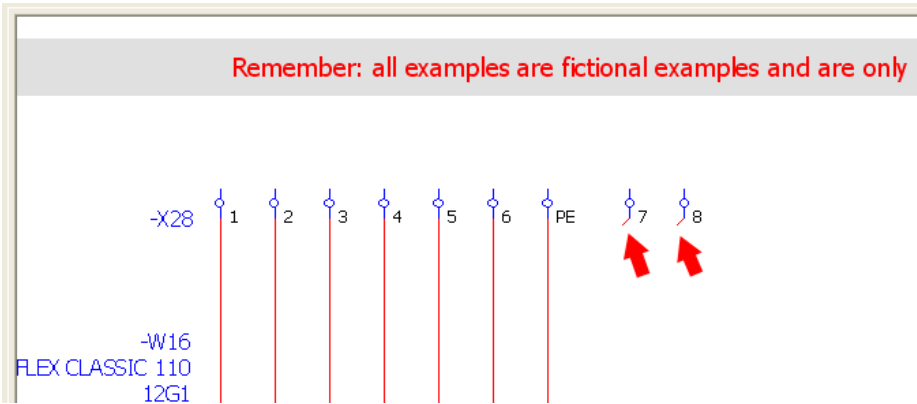 Remember: all examples are fictional examples and are only
-X28 1 2 3 4 5 6 PE 7 8
-W16
FLEX CLASSIC 110
12G1